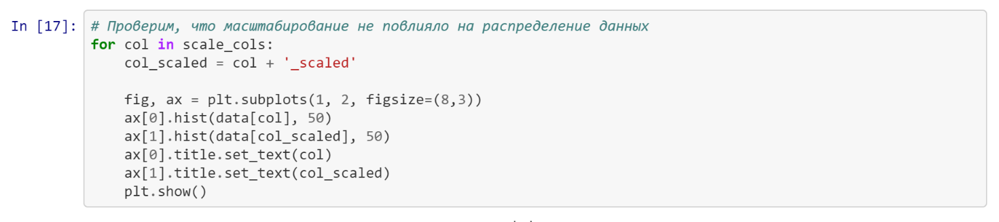 In [17]: # Проверим, что масштабирование не повлияло на распределение данных
for col in scale_cols:
    col_scaled = col + '_scaled'

    fig, ax = plt.subplots(1, 2, figsize=(8,3))
    ax[0].hist(data[col], 50)
    ax[1].hist(data[col_scaled], 50)
    ax[0].title.set_text(col)
    ax[1].title.set_text(col_scaled)
    plt.show()